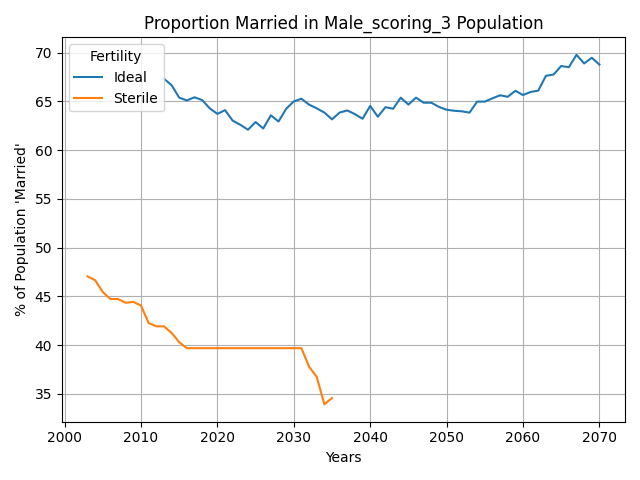 Proportion Married in Male_scoring_3 Population
Fertility
Ideal
Sterile
% of Population 'Married'
70
65
60
55
50
45
40
35
2000 2010 2020 2030 2040 2050 2060 2070
Years